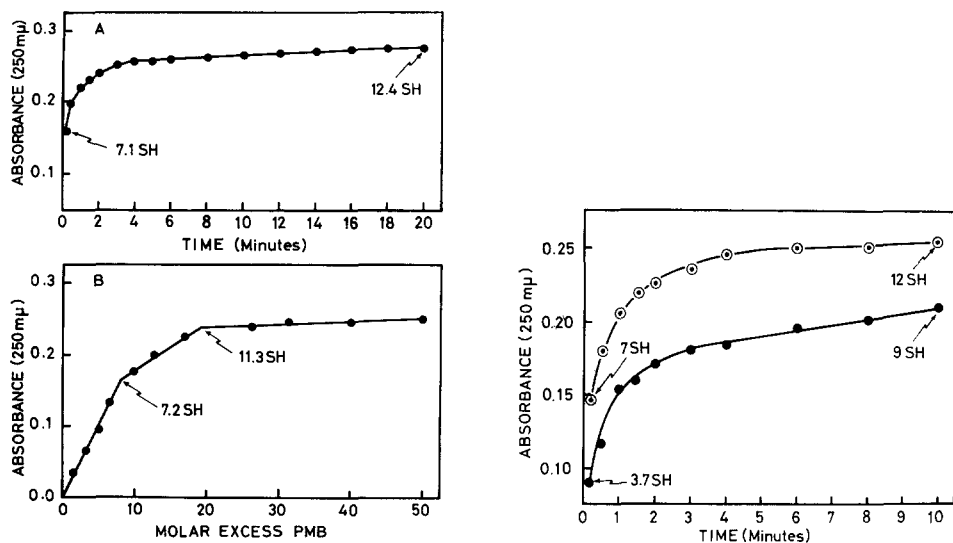 A
ABSORBANCE (250 mµ)
0.3
0.2
0.1
12.4 SH
7.1 SH
0 2 4 6 8 10 12 14 16 18 20
TIME (Minutes)
B
ABSORBANCE (250 mµ)
0.3
0.2
0.1
0.0
11.3 SH
7.2 SH
0 10 20 30 40 50
MOLAR EXCESS PMB
ABSORBANCE (250 mµ)
0.25
0.20
0.15
0.10
12 SH
7 SH
9 SH
3.7 SH
0 1 2 3 4 5 6 7 8 9 10
TIME (Minutes)